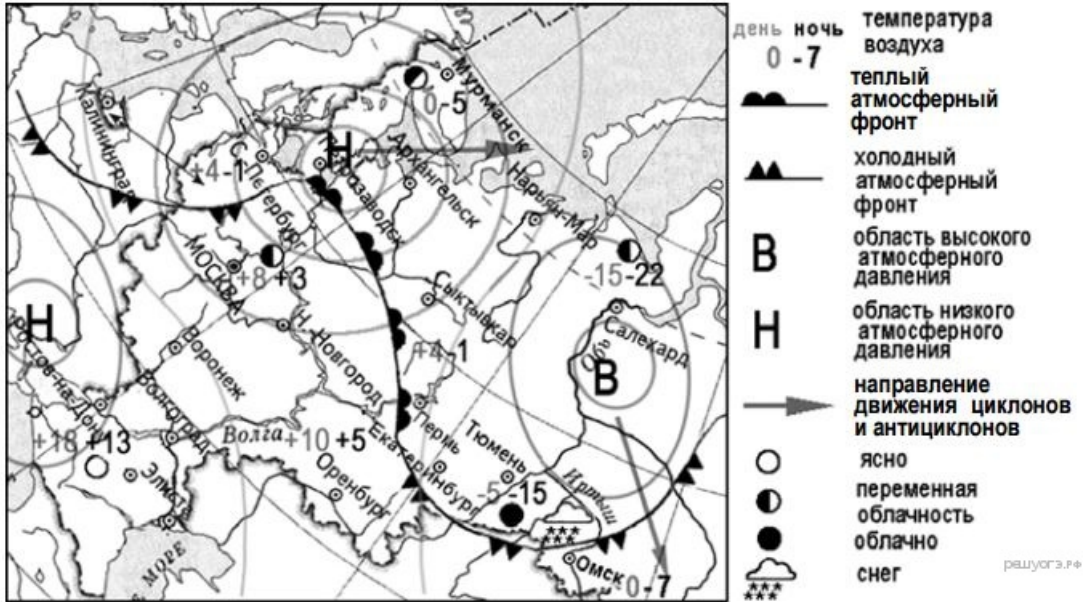 Мурманск
0 -5
Калининград
Н
Архангельск
Нарьян-Мар
+4 -1
С.-Петербург
Петрозаводск
МОСКВА
+8 +3
-15 -22
Сыктывкар
Салехард
Обь
В
Н
Воронеж
Н. Новгород
+4 -1
Ростов-на-Дону
Волгоград
Волга
+10 +5
Пермь
Екатеринбург
Тюмень
Иртыш
+18 +13
Элиста
Оренбург
-5 -15
МОРЕ
Омск
0 -7
день ночь
0 -7
температура
воздуха
теплый
атмосферный
фронт
холодный
атмосферный
фронт
В
область высокого
атмосферного
давления
Н
область низкого
атмосферного
давления
направление
движения циклонов
и антициклонов
ясно
переменная
облачность
облачно
снег
решуогэ.рф